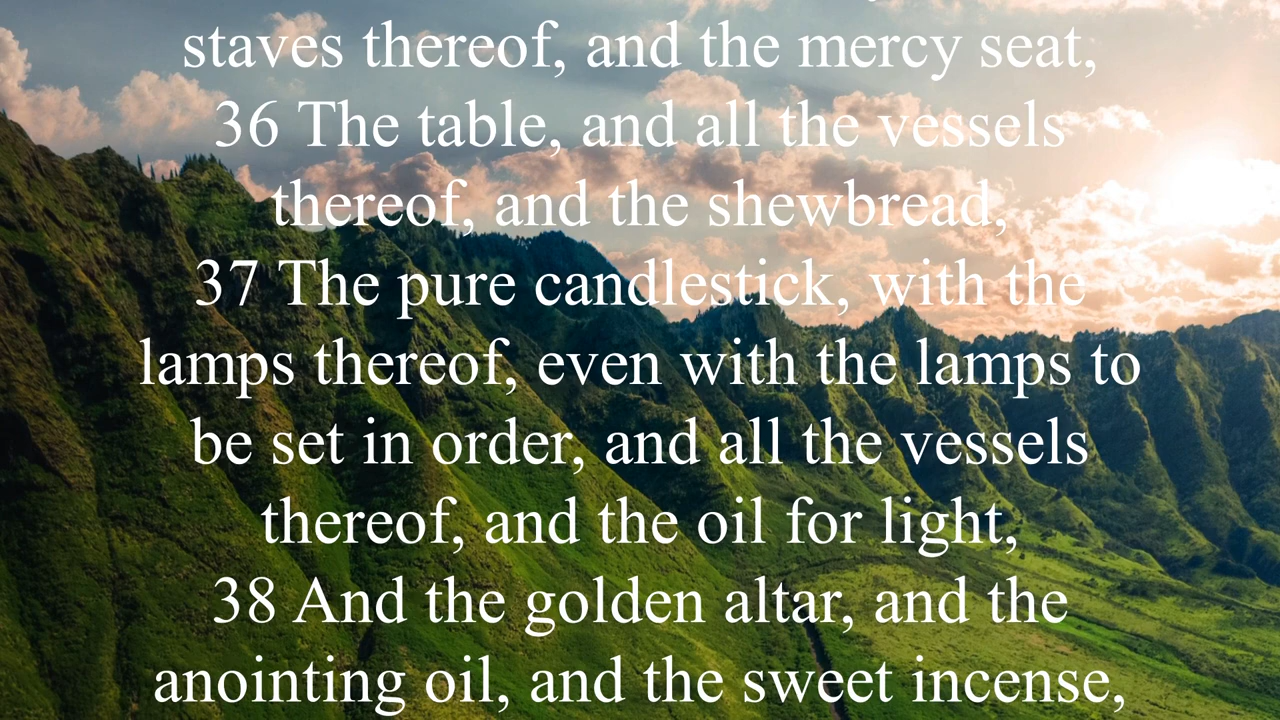 staves thereof, and the mercy seat,
36 The table, and all the vessels
thereof, and the shewbread,
37 The pure candlestick, with the
lamps thereof, even with the lamps to
be set in order, and all the vessels
thereof, and the oil for light,
38 And the golden altar, and the
anointing oil, and the sweet incense,